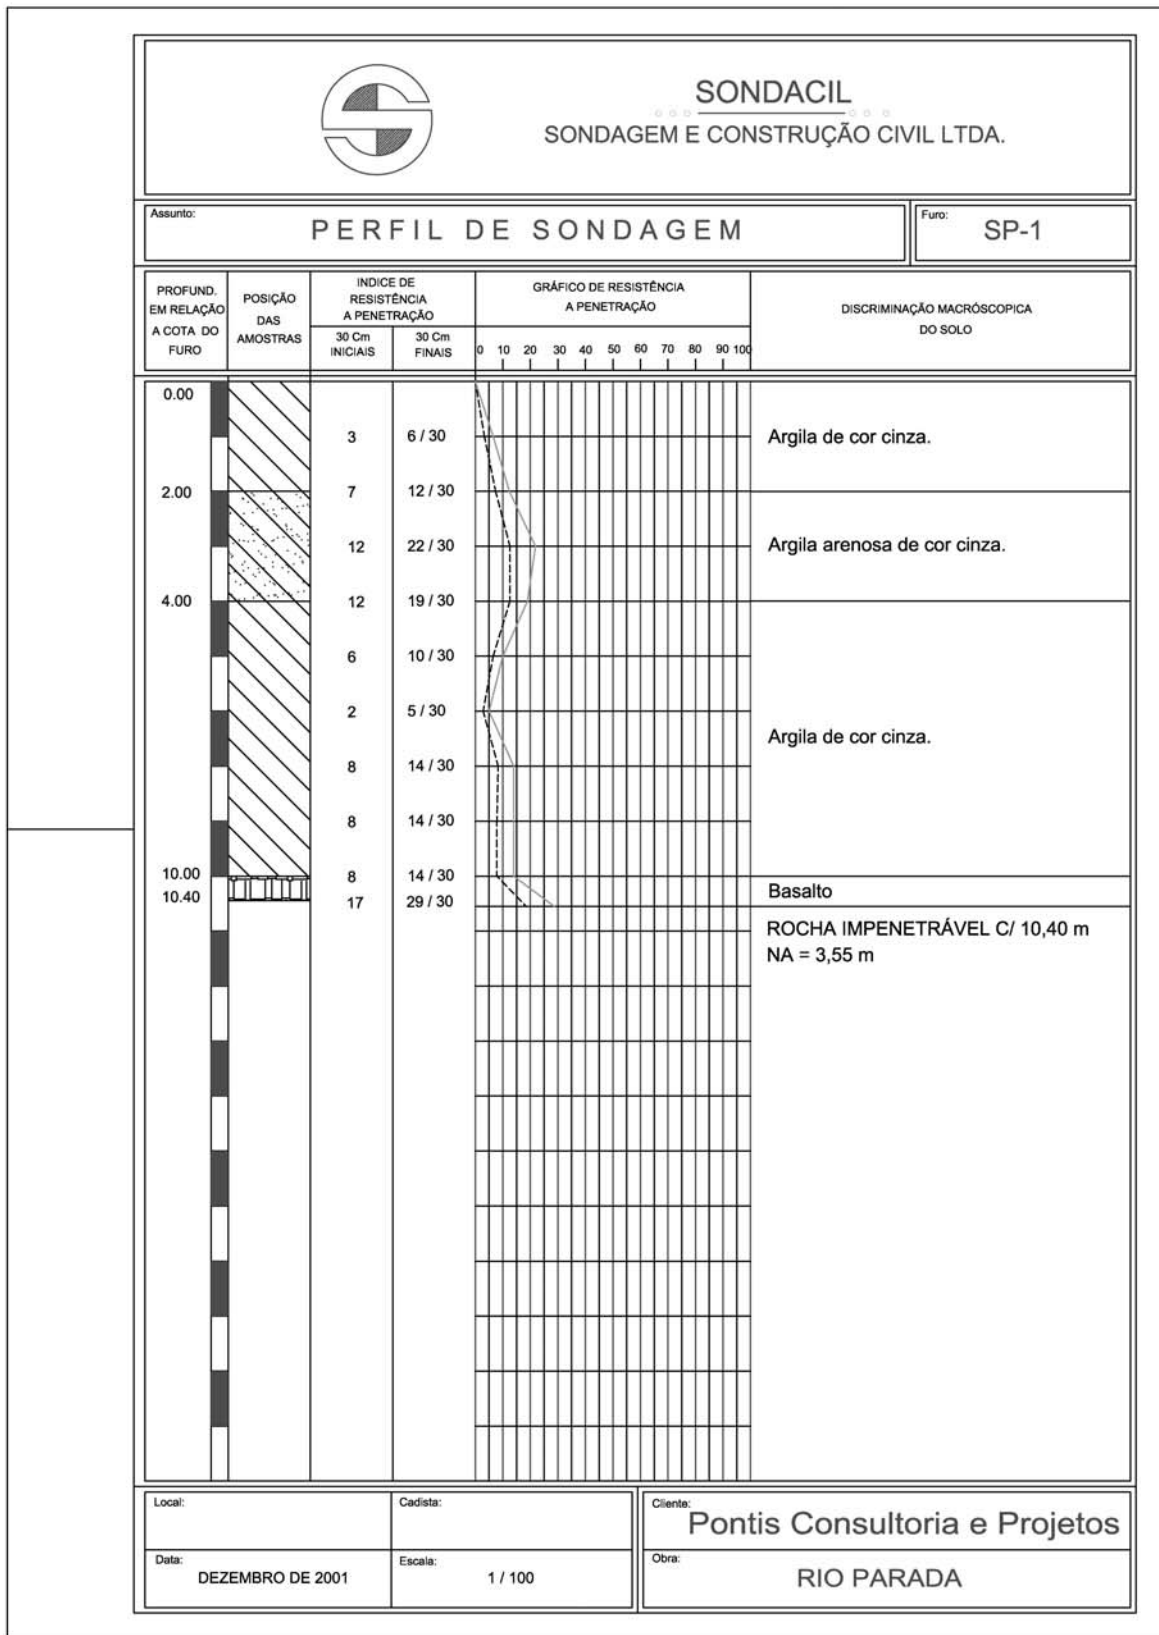 SONDACIL
SONDAGEM E CONSTRUÇÃO CIVIL LTDA.
Assunto:
PERFIL DE SONDAGEM
Furo:
SP-1
PROFUND.
EM RELAÇÃO
A COTA DO
FURO
POSIÇÃO
DAS
AMOSTRAS
INDICE DE
RESISTÊNCIA
A PENETRAÇÃO
30 Cm
INICIAIS
30 Cm
FINAIS
GRÁFICO DE RESISTÊNCIA
A PENETRAÇÃO
0 10 20 30 40 50 60 70 80 90 100
DISCRIMINAÇÃO MACRÓSCOPICA
DO SOLO
0.00
3 6 / 30 Argila de cor cinza.
2.00 7 12 / 30
12 22 / 30 Argila arenosa de cor cinza.
4.00 12 19 / 30
6 10 / 30
2 5 / 30
Argila de cor cinza.
8 14 / 30
8 14 / 30
10.00 8 14 / 30
10.40 17 29 / 30 Basalto
ROCHA IMPENETRÁVEL C/ 10,40 m
NA = 3,55 m
Local:
Cadista:
Cliente:
Pontis Consultoria e Projetos
Data:
DEZEMBRO DE 2001
Escala:
1 / 100
Obra:
RIO PARADA